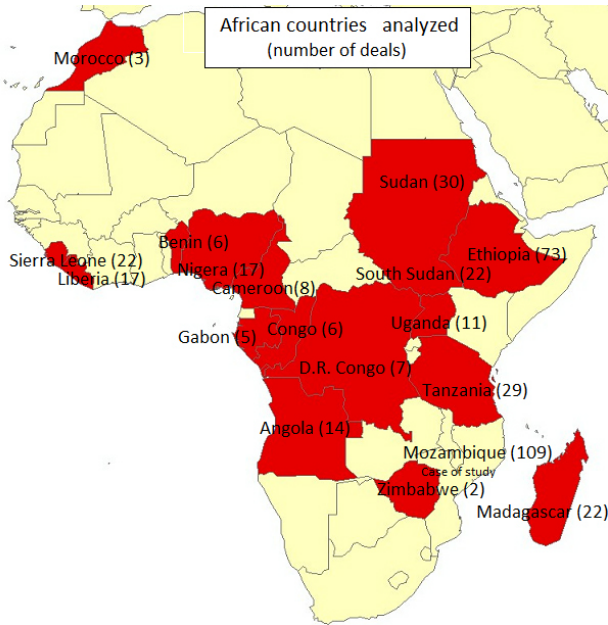 African countries analyzed
(number of deals)
Morocco (3)
Sudan (30)
Benin (6)
Ethiopia (73)
Sierra Leone (22)
Nigera (17)
South Sudan (22)
Liberia (17)
Cameroon(8)
Uganda (11)
Congo (6)
Gabon (5)
D.R. Congo (7)
Tanzania (29)
Angola (14)
Mozambique (109)
Case of study
Zimbabwe (2)
Madagascar (22)